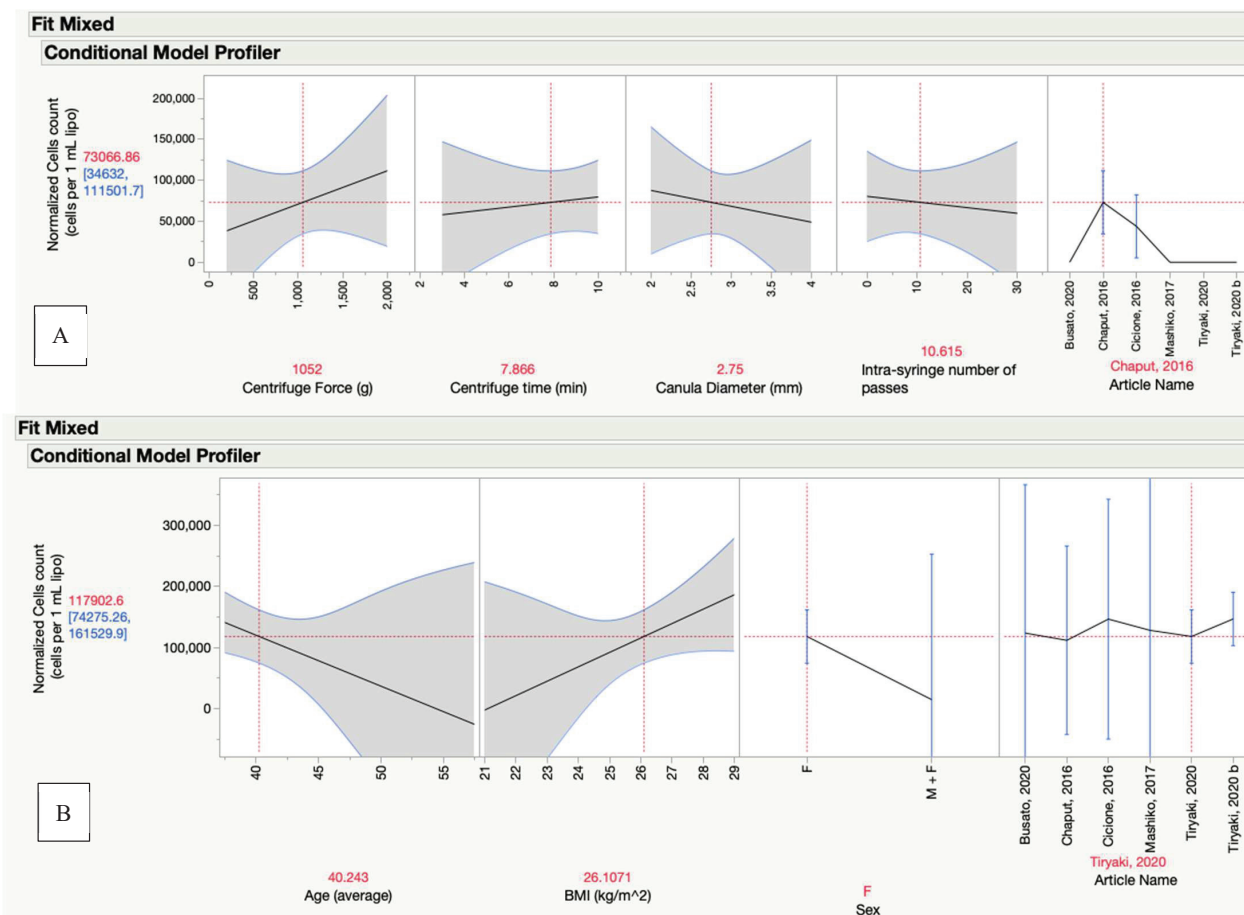 Fit Mixed
Conditional Model Profiler
Normalized Cells count
(cells per 1 mL lipo)
73066.86
[34632,
111501.7]
200,000
150,000
100,000
50,000
0
0
500
1,000
1,500
2,000
2
4
6
8
10
2
2.5
3
3.5
4
0
10
20
30
Busato, 2020
Chaput, 2016
Cicione, 2016
Mashiko, 2017
Tiryaki, 2020
Tiryaki, 2020 b
A
1052
Centrifuge Force (g)
7.866
Centrifuge time (min)
2.75
Canula Diameter (mm)
10.615
Intra-syringe number of
passes
Chaput, 2016
Article Name
Fit Mixed
Conditional Model Profiler
Normalized Cells count
(cells per 1 mL lipo)
117902.6
[74275.26,
161529.9]
300,000
200,000
100,000
0
40
45
50
55
21
22
23
24
25
26
27
28
29
F
M + F
Busato, 2020
Chaput, 2016
Cicione, 2016
Mashiko, 2017
Tiryaki, 2020
Tiryaki, 2020 b
B
40.243
Age (average)
26.1071
BMI (kg/m^2)
F
Sex
Tiryaki, 2020
Article Name